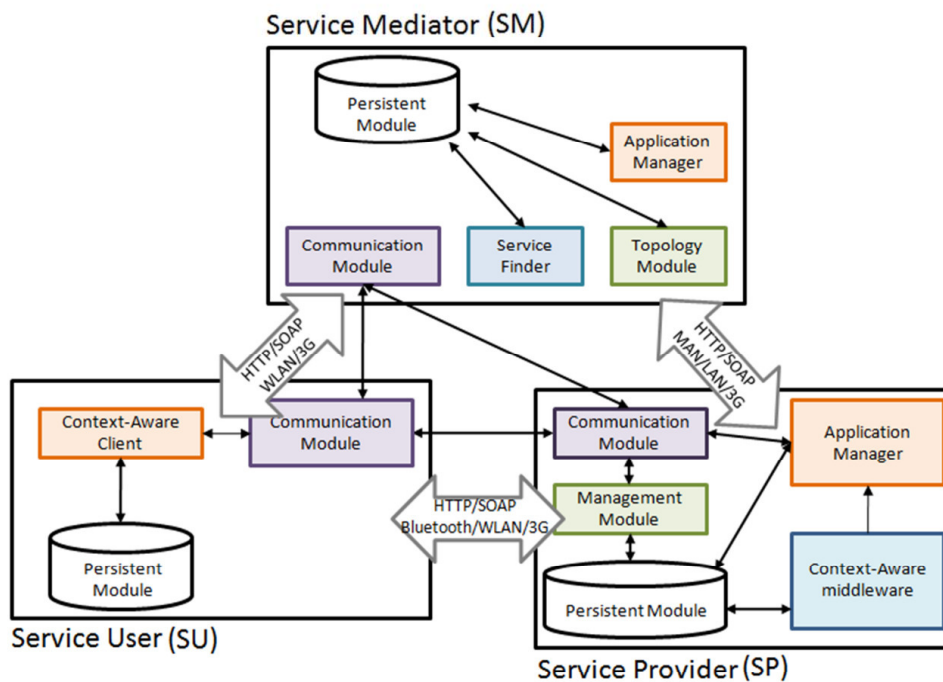 Service Mediator (SM)
Persistent
Module
Application
Manager
Communication
Module
Service
Finder
Topology
Module
HTTP/SOAP
WLAN/3G
HTTP/SOAP
MAN/LAN/3G
Context-Aware
Client
Communication
Module
Persistent
Module
Service User (SU)
HTTP/SOAP
Bluetooth/WLAN/3G
Communication
Module
Application
Manager
Management
Module
Persistent Module
Context-Aware
middleware
Service Provider (SP)